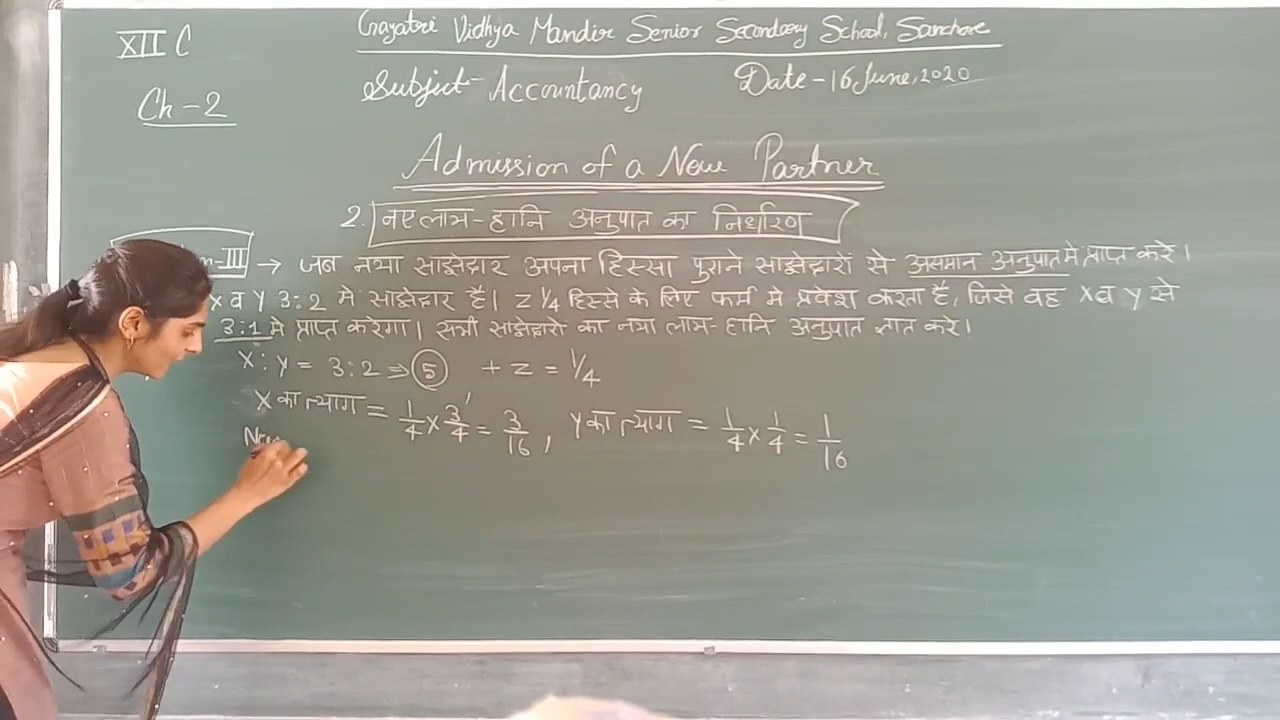 XII C
Gayatri Vidhya Mandir Senior Secondary School, Sanchore
Ch-2
Subject- Accountancy
Date-16 June, 2020
Admission of a New Partner
2. नए लाभ-हानि अनुपात का निर्धारण
-III → जब नया साझेदार अपना हिस्सा पुराने साझेदारों से असमान अनुपात मे प्राप्त करे।
X व Y 3:2 मे साझेदार है। Z 1/4 हिस्से के लिए फर्म मे प्रवेश करता है, जिसे वह X व Y से
3:1 मे प्राप्त करेगा। सभी साझेदारो का नया लाभ-हानि अनुपात ज्ञात करे।
X:Y = 3:2 ⇒ 5 + Z = 1/4
X का त्याग = 1/4 × 3/4 = 3/16, Y का त्याग = 1/4 × 1/4 = 1/16